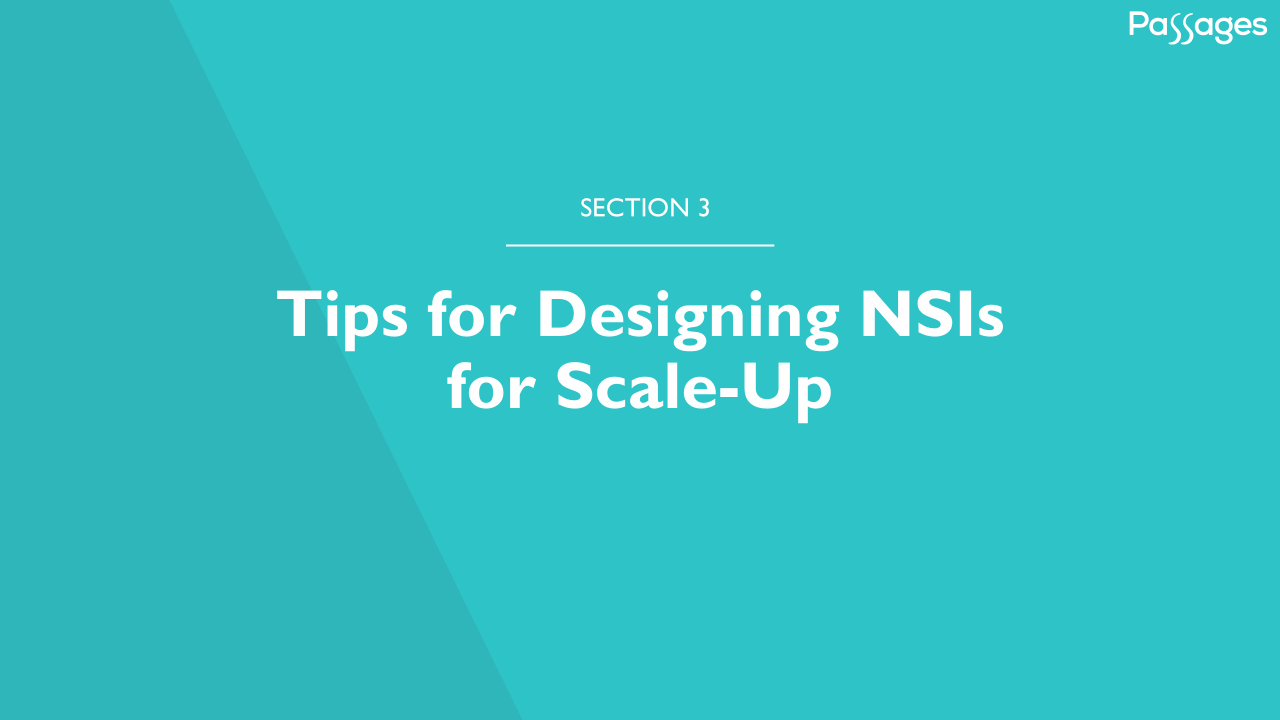 Passages
SECTION 3
Tips for Designing NSIs
for Scale-Up